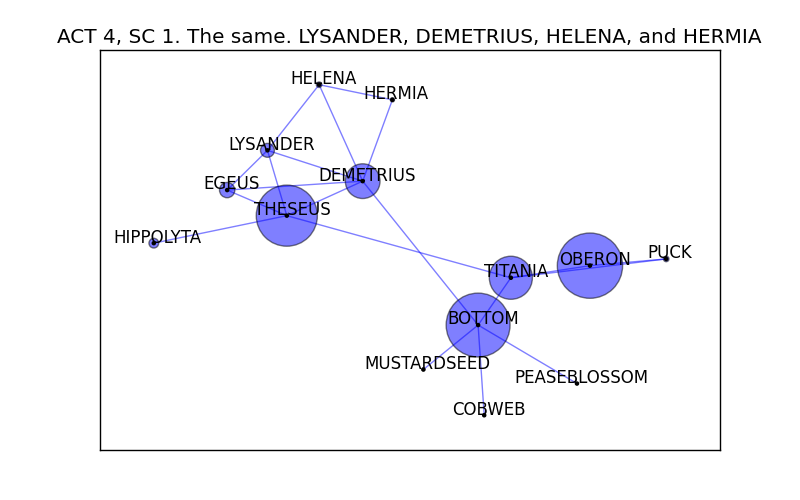 ACT 4, SC 1. The same. LYSANDER, DEMETRIUS, HELENA, and HERMIA
HELENA
HERMIA
LYSANDER
DEMETRIUS
EGEUS
THESEUS
HIPPOLYTA
PUCK
OBERON
TITANIA
BOTTOM
MUSTARDSEED
PEASEBLOSSOM
COBWEB